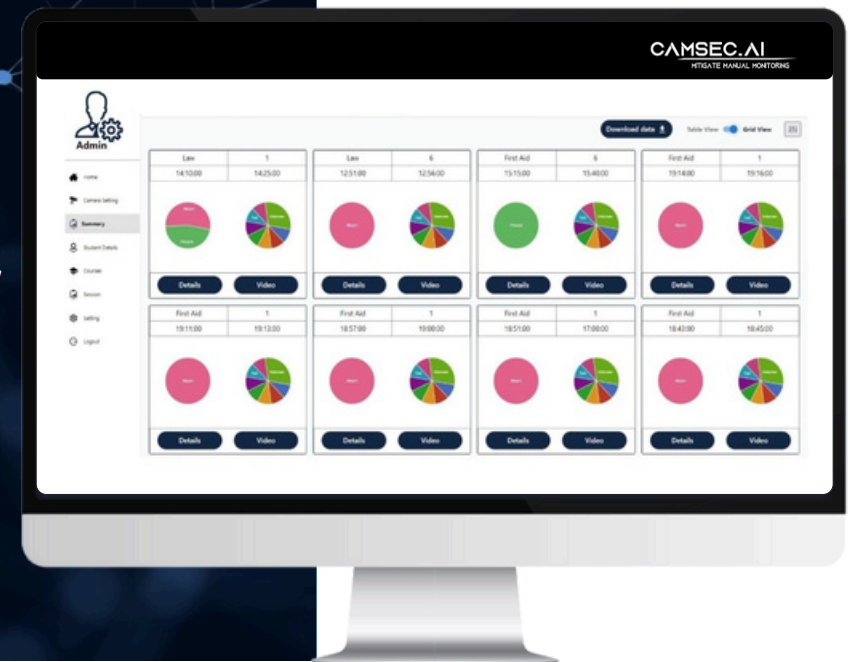 CAMSEC.AI
MITIGATE MANUAL MONITORING
Admin
Download data
Table View Grid View
Home
Camera Setting
Summary
Student Details
Courses
Session
Setting
Logout
Law 1 Law 6 First Aid 6 First Aid 1
14:10:00 14:25:00 12:51:00 12:56:00 15:15:00 15:40:00 19:14:00 19:16:00
Details Video Details Video Details Video Details Video
First Aid 1 First Aid 1 First Aid 1 First Aid 1
19:11:00 19:13:00 18:57:00 19:00:00 18:51:00 17:00:00 18:43:00 18:45:00
Details Video Details Video Details Video Details Video